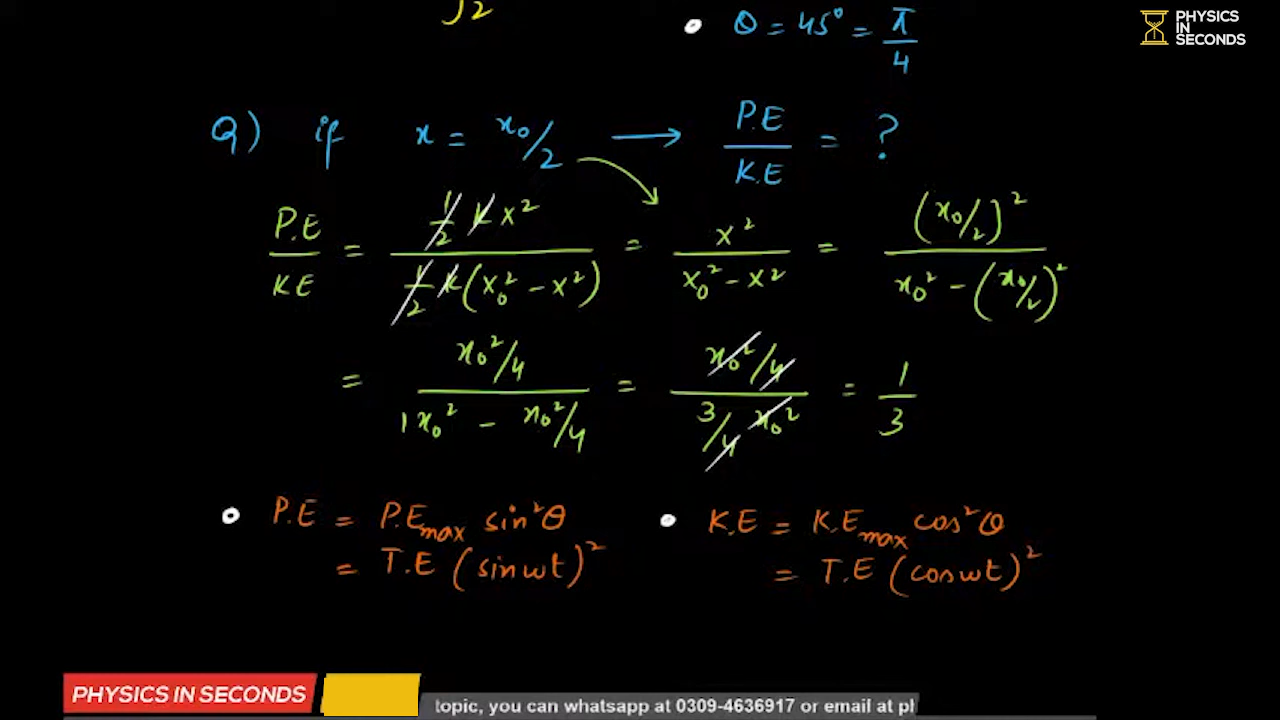 √2
• θ = 45° = π/4
PHYSICS IN SECONDS
Q) if x = x₀/2 → P.E/K.E = ?
P.E/KE = ½ k x² / ½ k(x₀² − x²) = x² / x₀² − x² = (x₀/2)² / x₀² − (x₀/2)²
= x₀²/4 / 1x₀² − x₀²/4 = x₀²/4 / 3/4 x₀² = 1/3
• P.E = P.Emax sin²θ
= T.E (sinωt)²
• K.E = K.Emax cos²θ
= T.E (cosωt)²
PHYSICS IN SECONDS
topic, you can whatsapp at 0309-4636917 or email at pl